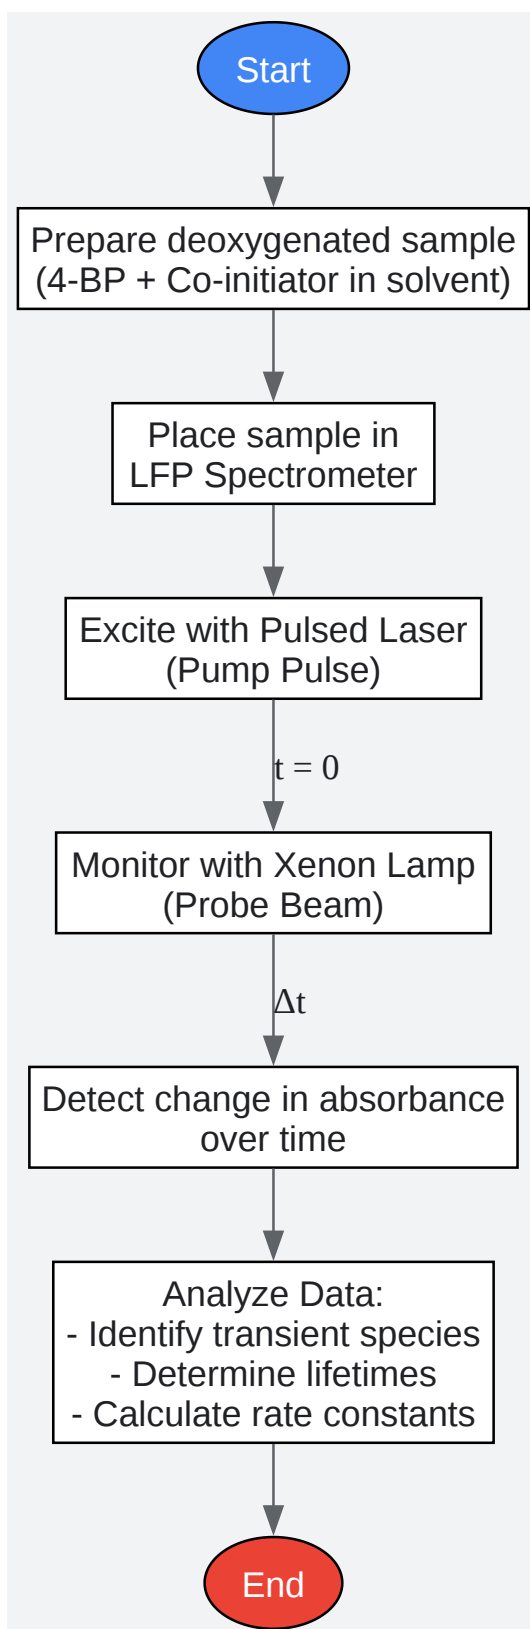 Start
Prepare deoxygenated sample
(4-BP + Co-initiator in solvent)
Place sample in
LFP Spectrometer
Excite with Pulsed Laser
(Pump Pulse)
t = 0
Monitor with Xenon Lamp
(Probe Beam)
Δt
Detect change in absorbance
over time
Analyze Data:
- Identify transient species
- Determine lifetimes
- Calculate rate constants
End